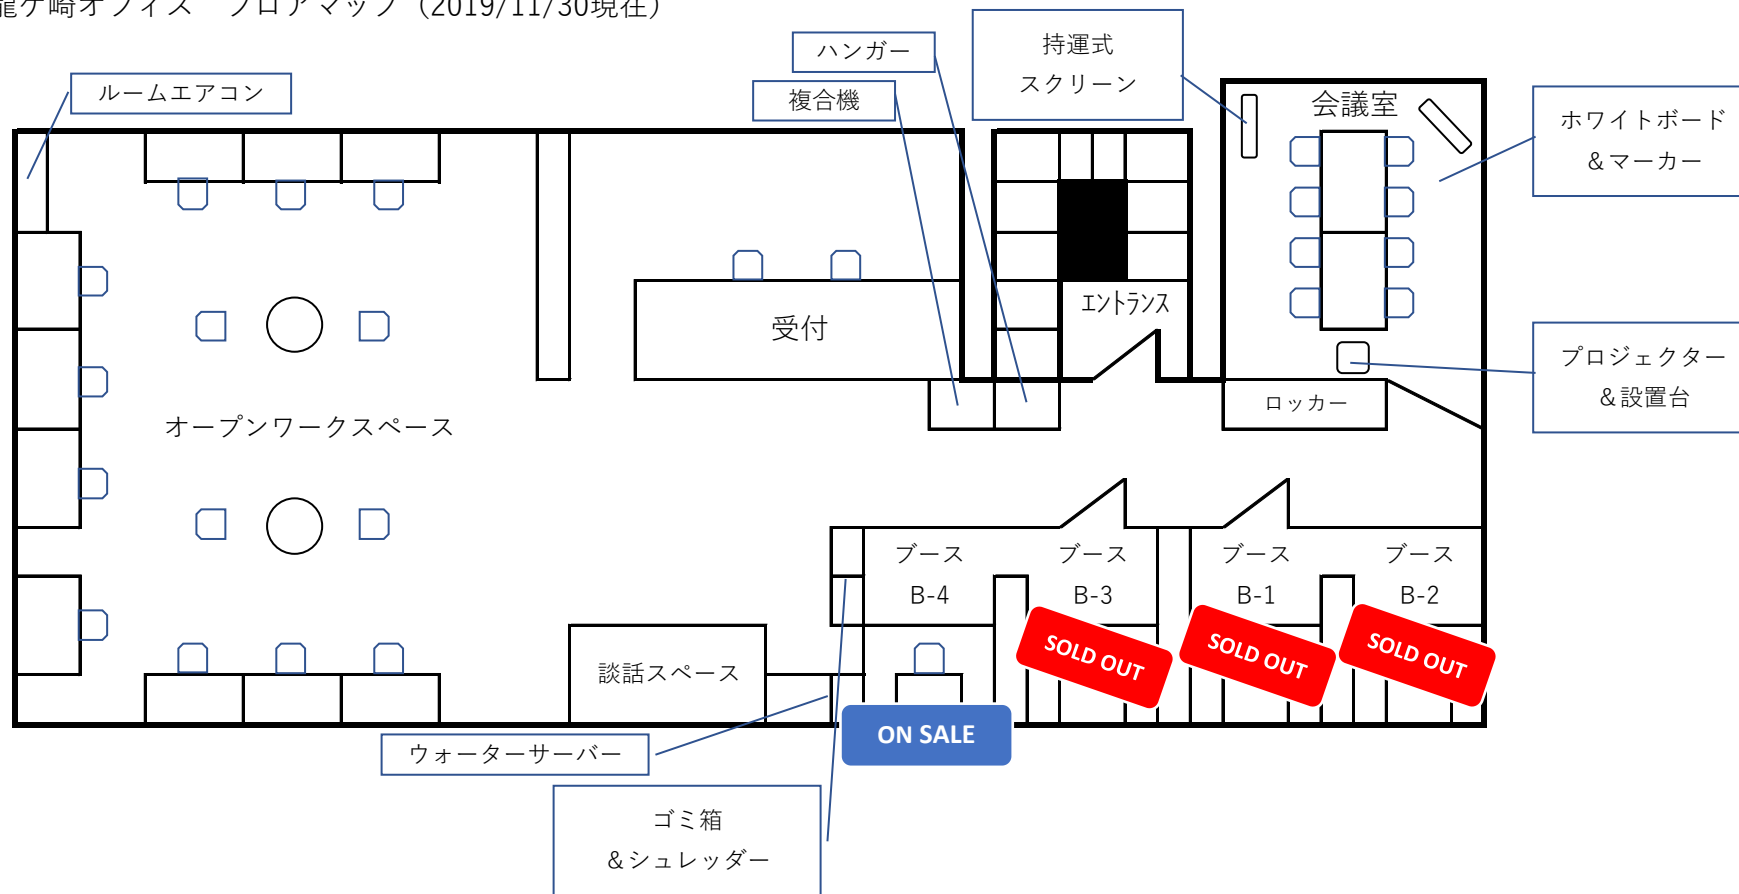 龍ケ崎オフィス　フロアマップ（2019/11/30現在）
ハンガー
持運式
スクリーン
ルームエアコン
複合機
会議室
ホワイトボード
＆マーカー
エントランス
受付
プロジェクター
＆設置台
ロッカー
オープンワークスペース
ブース
B-4
ブース
B-3
ブース
B-1
ブース
B-2
SOLD OUT
SOLD OUT
SOLD OUT
談話スペース
ON SALE
ウォーターサーバー
ゴミ箱
＆シュレッダー